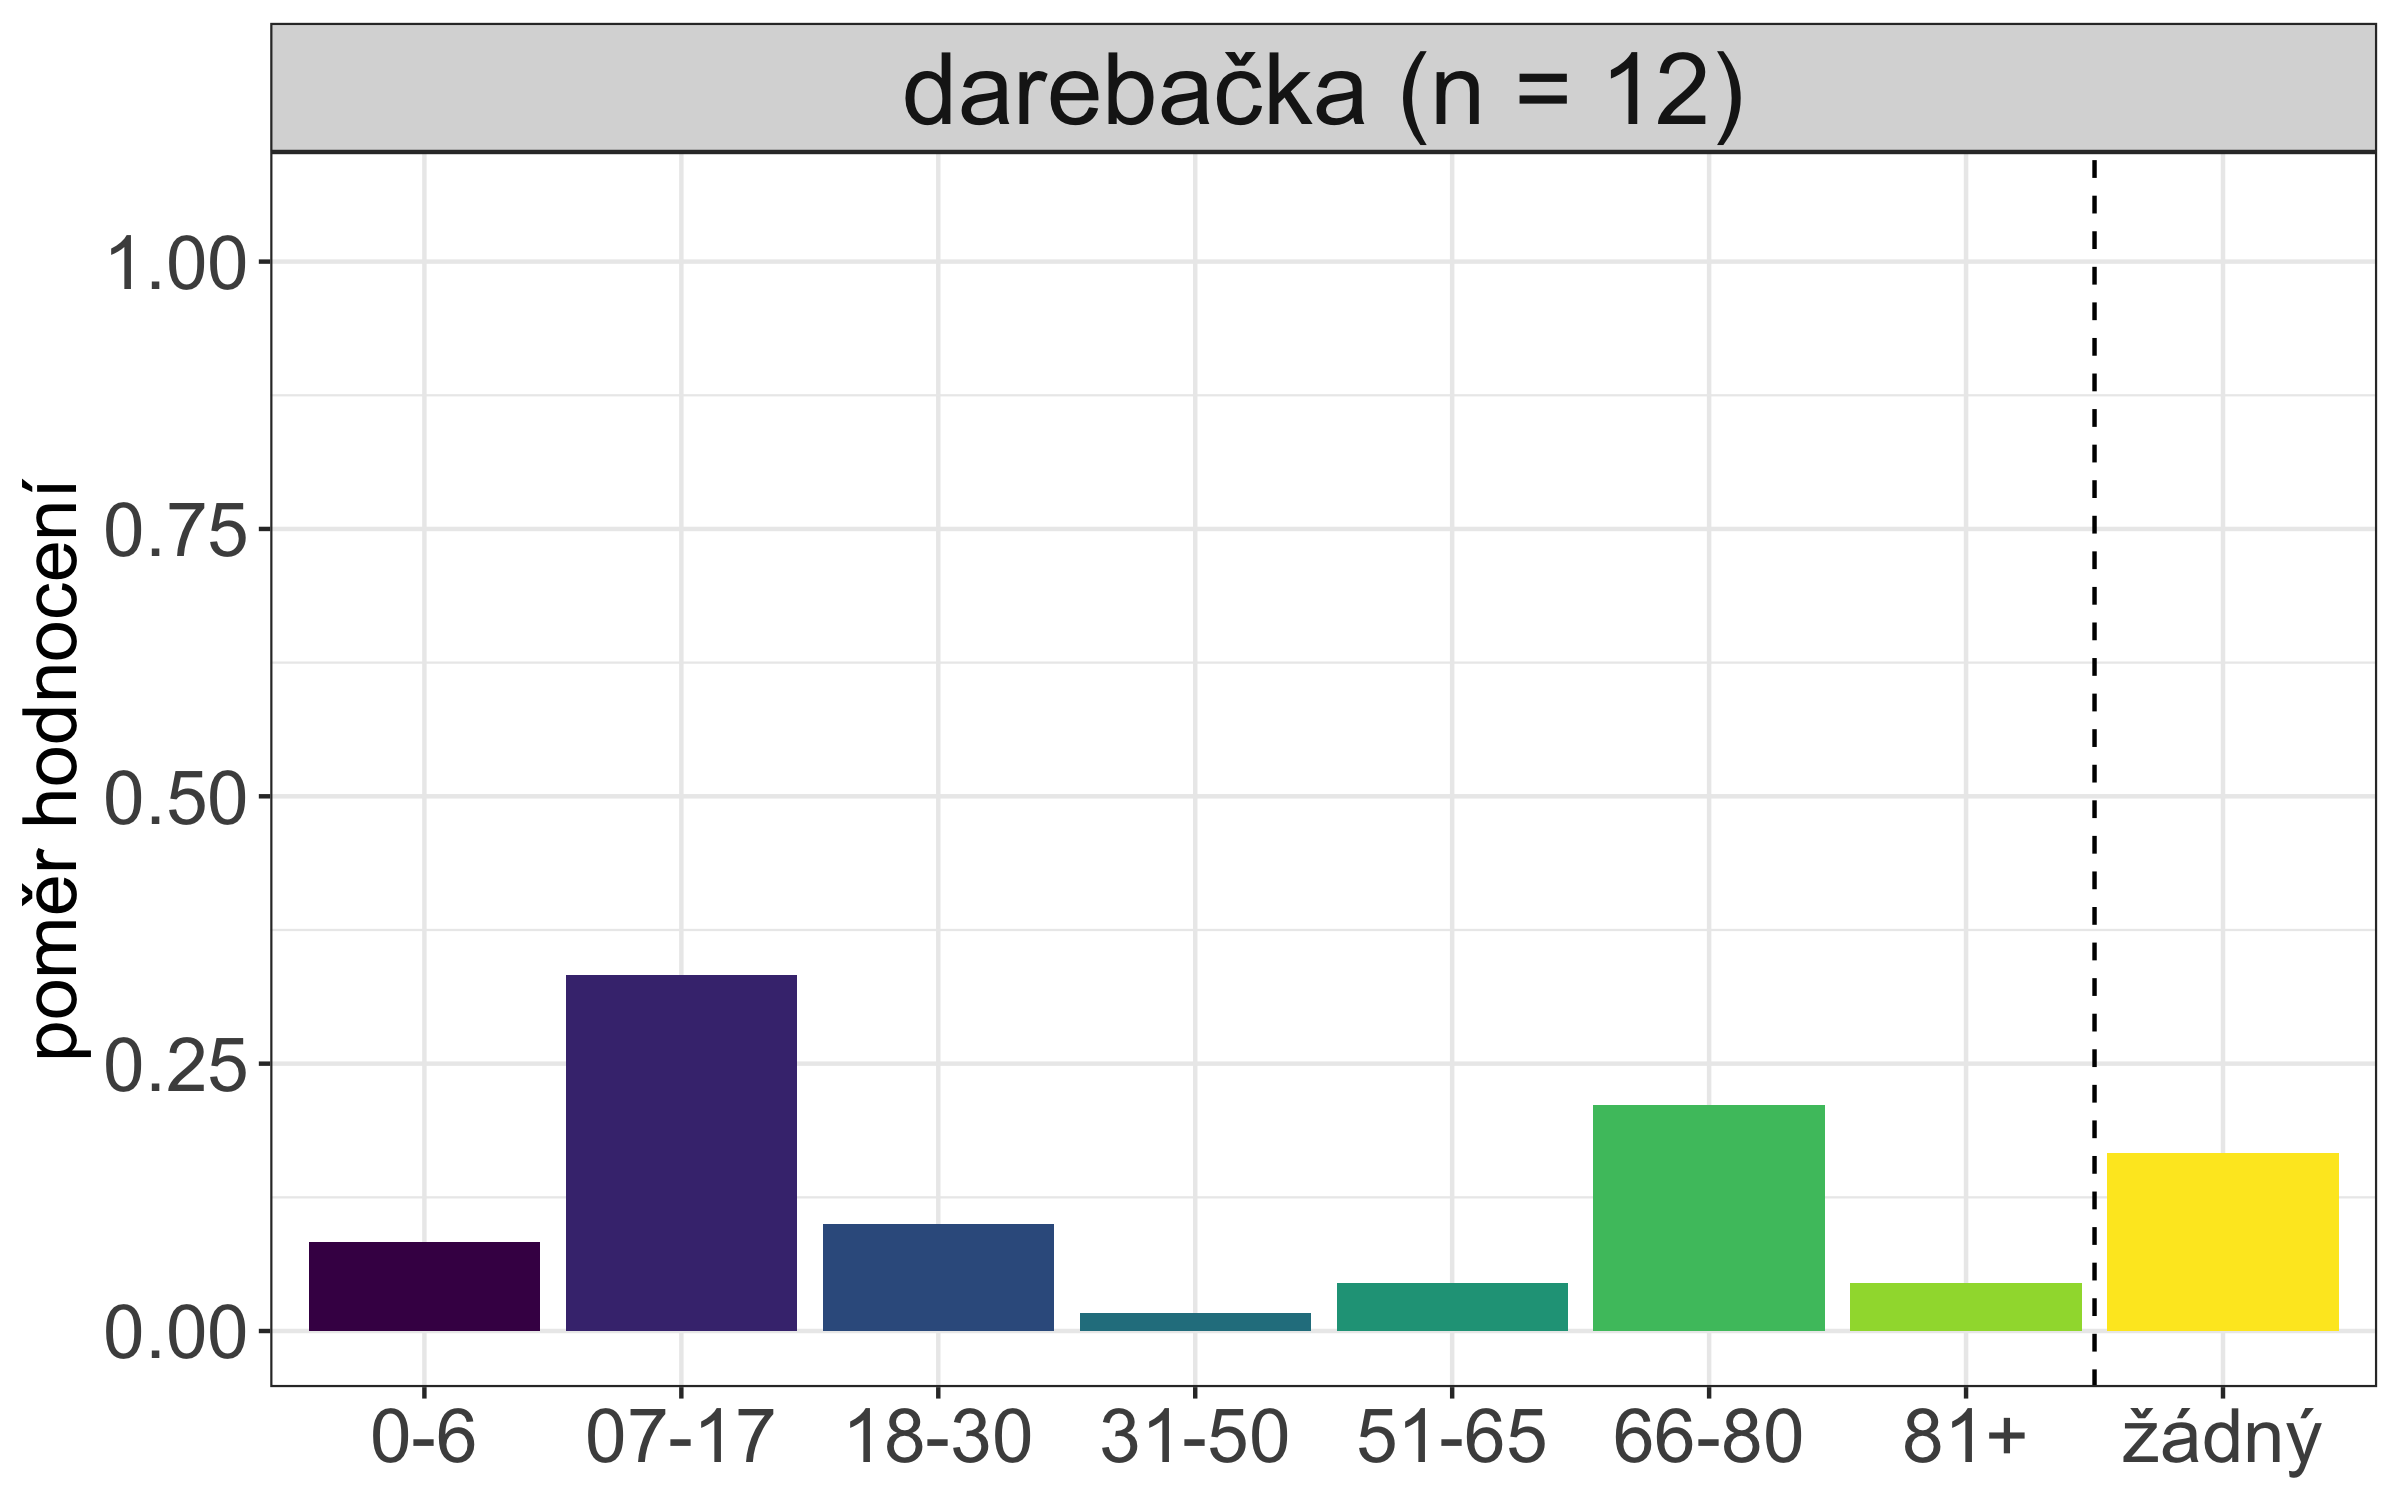 darebačka (n = 12)
poměr hodnocení
1.00
0.75
0.50
0.25
0.00
0-6 07-17 18-30 31-50 51-65 66-80 81+ žádný